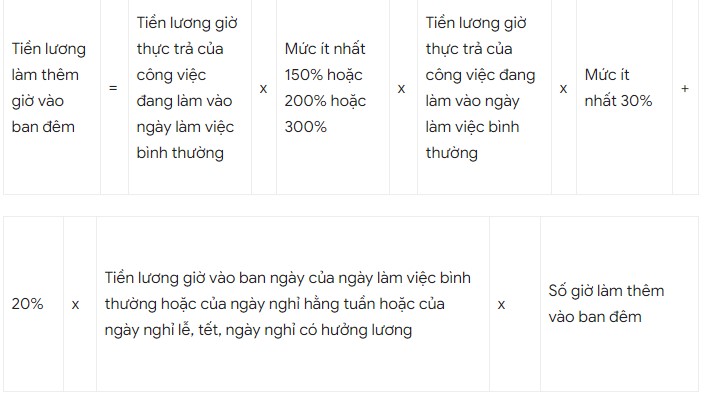 Tiền lương
làm thêm
giờ vào
ban đêm
=
Tiền lương giờ
thực trả của
công việc
đang làm vào
ngày làm việc
bình thường
x
Mức ít nhất
150% hoặc
200% hoặc
300%
x
Tiền lương giờ
thực trả của
công việc đang
làm vào ngày
làm việc bình
thường
x
Mức ít
nhất 30%
+
20%
x
Tiền lương giờ vào ban ngày của ngày làm việc bình
thường hoặc của ngày nghỉ hằng tuần hoặc của
ngày nghỉ lễ, tết, ngày nghỉ có hưởng lương
x
Số giờ làm thêm
vào ban đêm